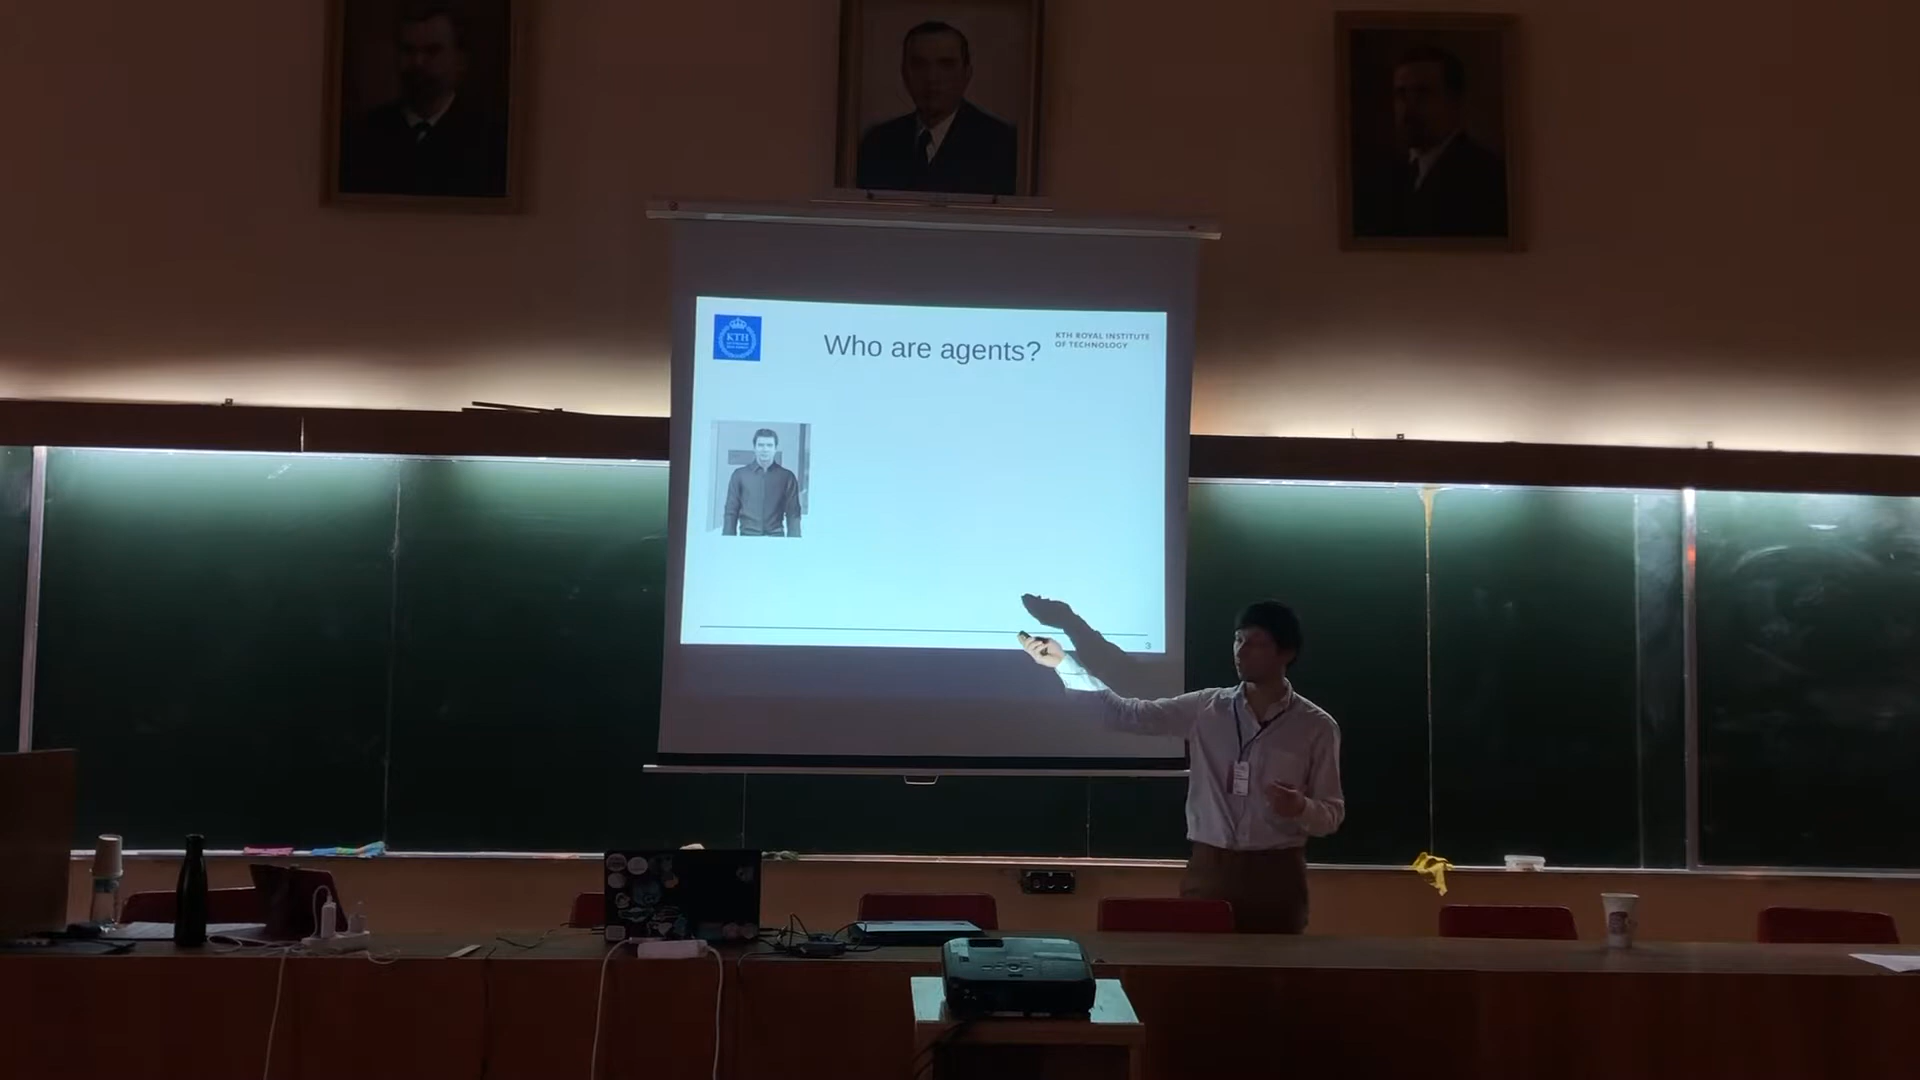 KTH
Who are agents?
KTH ROYAL INSTITUTE
OF TECHNOLOGY
3